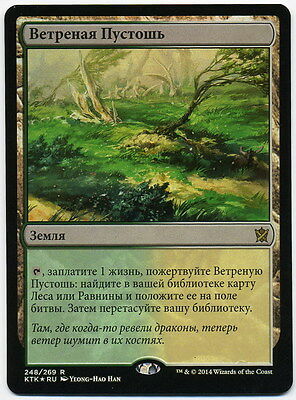 Ветреная Пустошь
Земля
, заплатите 1 жизнь, пожертвуйте Ветреную
Пустошь: найдите в вашей библиотеке карту
Леса или Равнины и положите ее на поле
битвы. Затем перетасуйте вашу библиотеку.
Там, где когда-то ревели драконы, теперь
ветер шумит в их костях.
248/269 R
KTK ★ RU Yeong-Hao Han
™ & © 2014 Wizards of the Coast